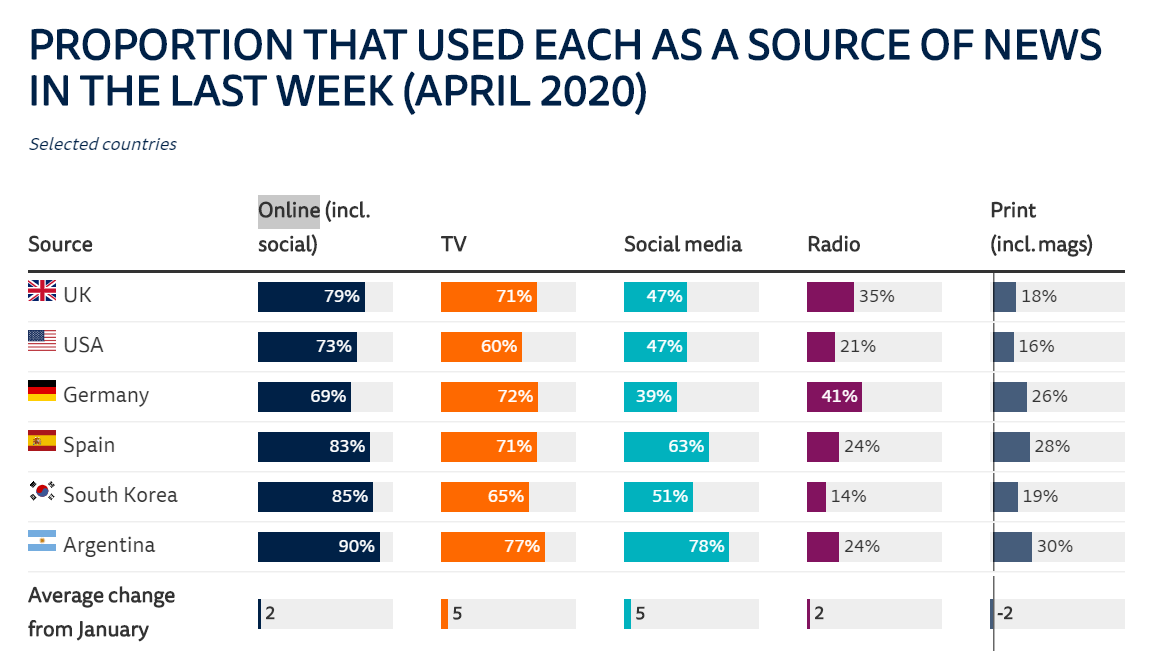 PROPORTION THAT USED EACH AS A SOURCE OF NEWS
IN THE LAST WEEK (APRIL 2020)
Selected countries
Source Online (incl. social) TV Social media Radio Print (incl. mags)
UK 79% 71% 47% 35% 18%
USA 73% 60% 47% 21% 16%
Germany 69% 72% 39% 41% 26%
Spain 83% 71% 63% 24% 28%
South Korea 85% 65% 51% 14% 19%
Argentina 90% 77% 78% 24% 30%
Average change
from January 2 5 5 2 -2